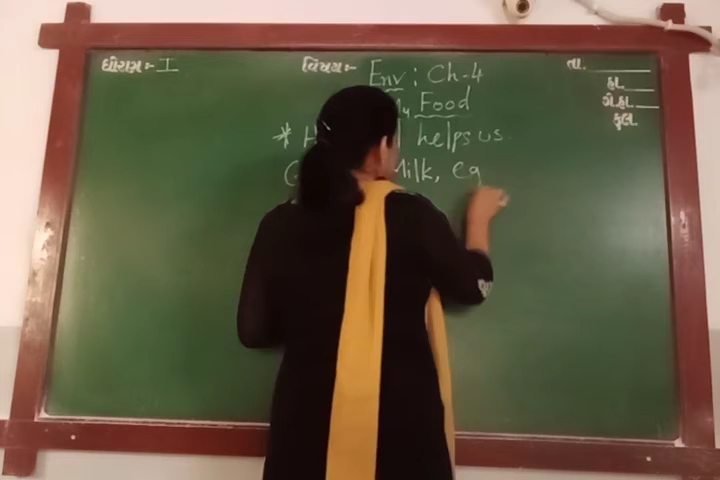 ધોરણ:- I
વિષય:- Env : Ch-4
તા.
હા.
ગે.હા.
કુલ.
Food
* helps us
Milk, eg